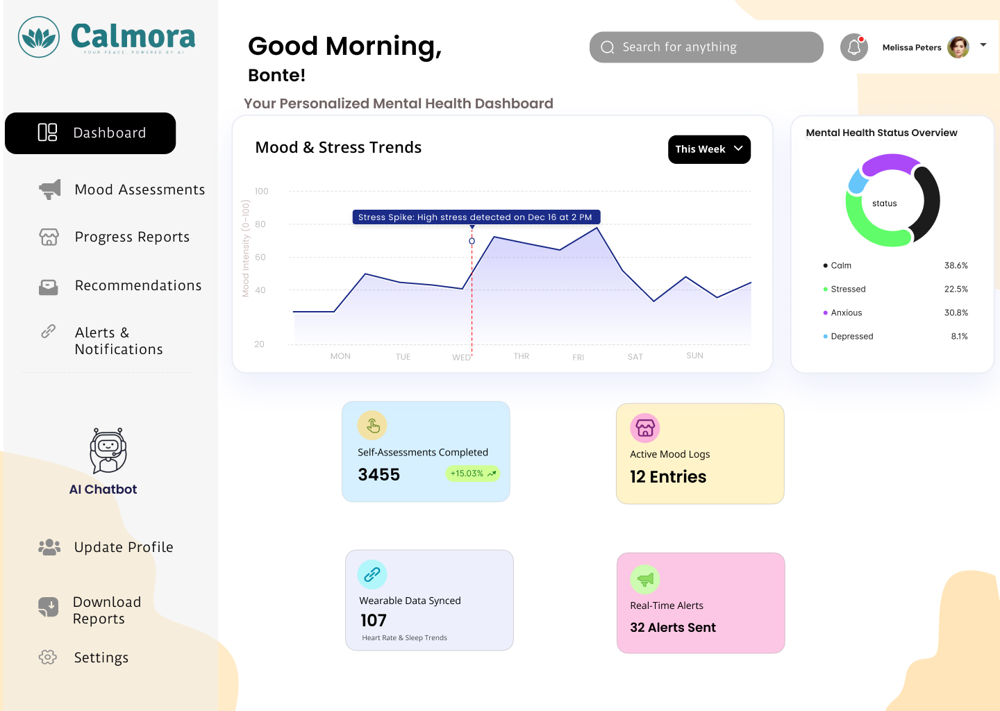 Calmora
YOUR PEACE, POWERED BY AI
Dashboard
Mood Assessments
Progress Reports
Recommendations
Alerts &
Notifications
AI Chatbot
Update Profile
Download
Reports
Settings
Good Morning,
Bonte!
Search for anything
Melissa Peters
Your Personalized Mental Health Dashboard
Mood & Stress Trends
This Week
Mood Intensity (0–100)
100
80
60
40
20
Stress Spike: High stress detected on Dec 16 at 2 PM
MON
TUE
WED
THR
FRI
SAT
SUN
Mental Health Status Overview
status
Calm 38.6%
Stressed 22.5%
Anxious 30.8%
Depressed 8.1%
Self-Assessments Completed
3455
+15.03%
Active Mood Logs
12 Entries
Wearable Data Synced
107
Heart Rate & Sleep Trends
Real-Time Alerts
32 Alerts Sent